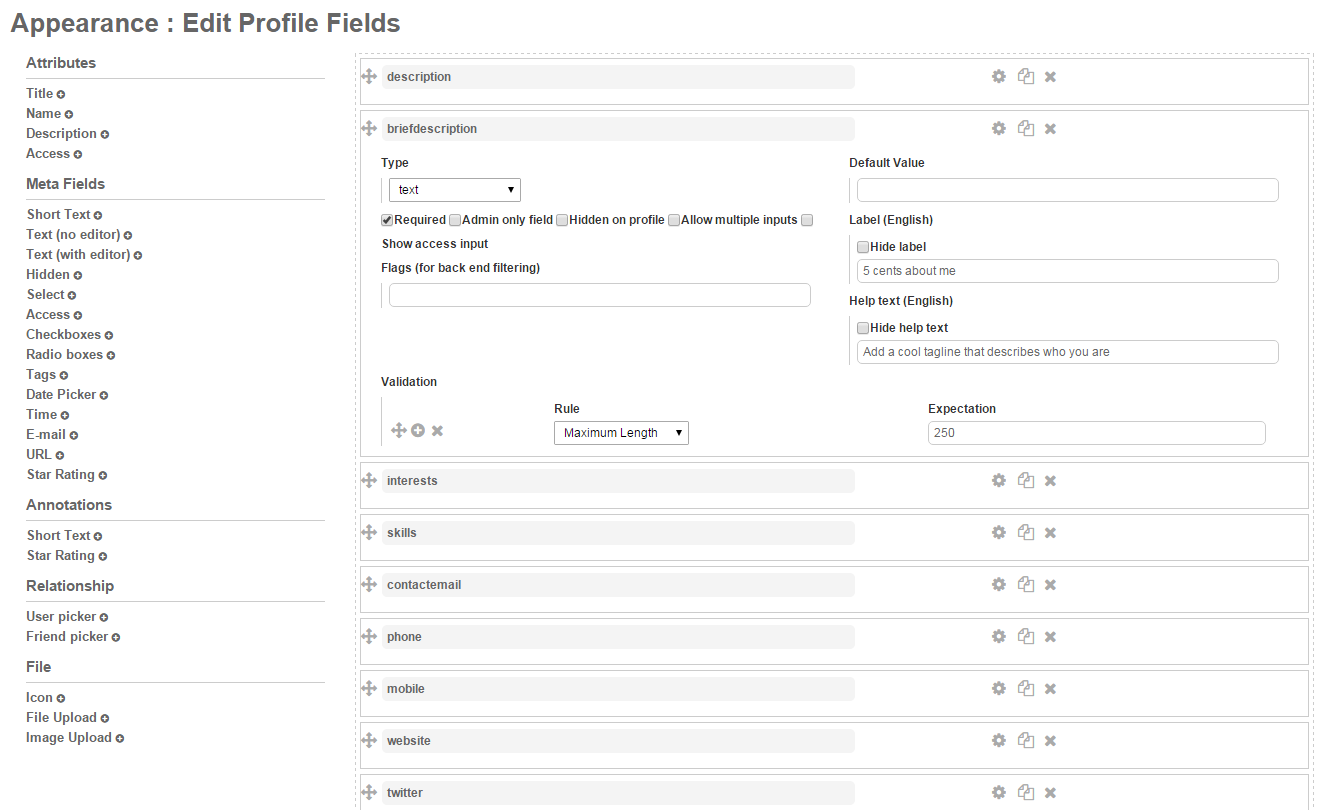 Appearance : Edit Profile Fields
Attributes
Title
Name
Description
Access
Meta Fields
Short Text
Text (no editor)
Text (with editor)
Hidden
Select
Access
Checkboxes
Radio boxes
Tags
Date Picker
Time
E-mail
URL
Star Rating
Annotations
Short Text
Star Rating
Relationship
User picker
Friend picker
File
Icon
File Upload
Image Upload
description
briefdescription
Type
text
Required Admin only field Hidden on profile Allow multiple inputs
Show access input
Flags (for back end filtering)
Default Value
Label (English)
Hide label
5 cents about me
Help text (English)
Hide help text
Add a cool tagline that describes who you are
Validation
Rule
Maximum Length
Expectation
250
interests
skills
contactemail
phone
mobile
website
twitter